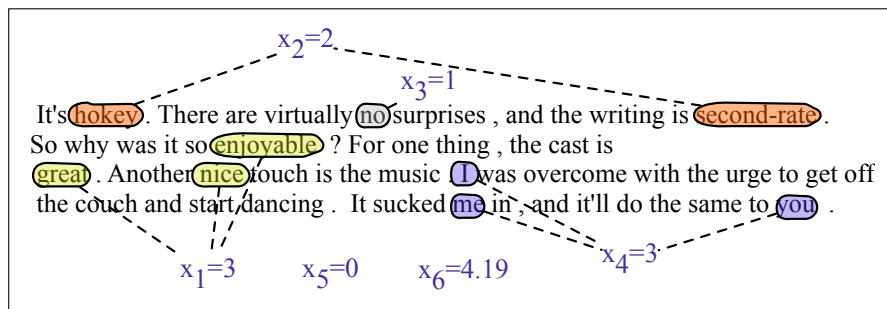 x2=2
x3=1
It's hokey . There are virtually no surprises , and the writing is second-rate .
So why was it so enjoyable ? For one thing , the cast is
great . Another nice touch is the music . I was overcome with the urge to get off
the couch and start dancing . It sucked me in , and it'll do the same to you .
x1=3 x5=0 x6=4.19 x4=3